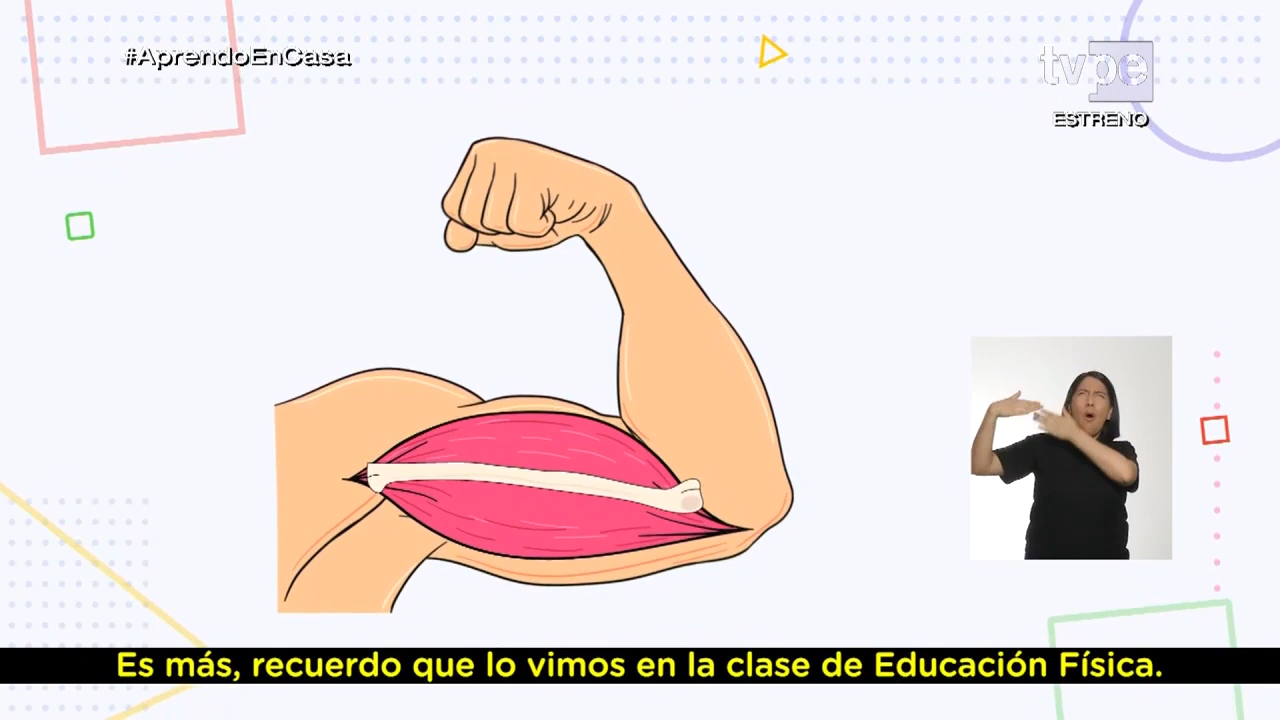 #AprendoEnCasa
tvpe
ESTRENO
Es más, recuerdo que lo vimos en la clase de Educación Física.